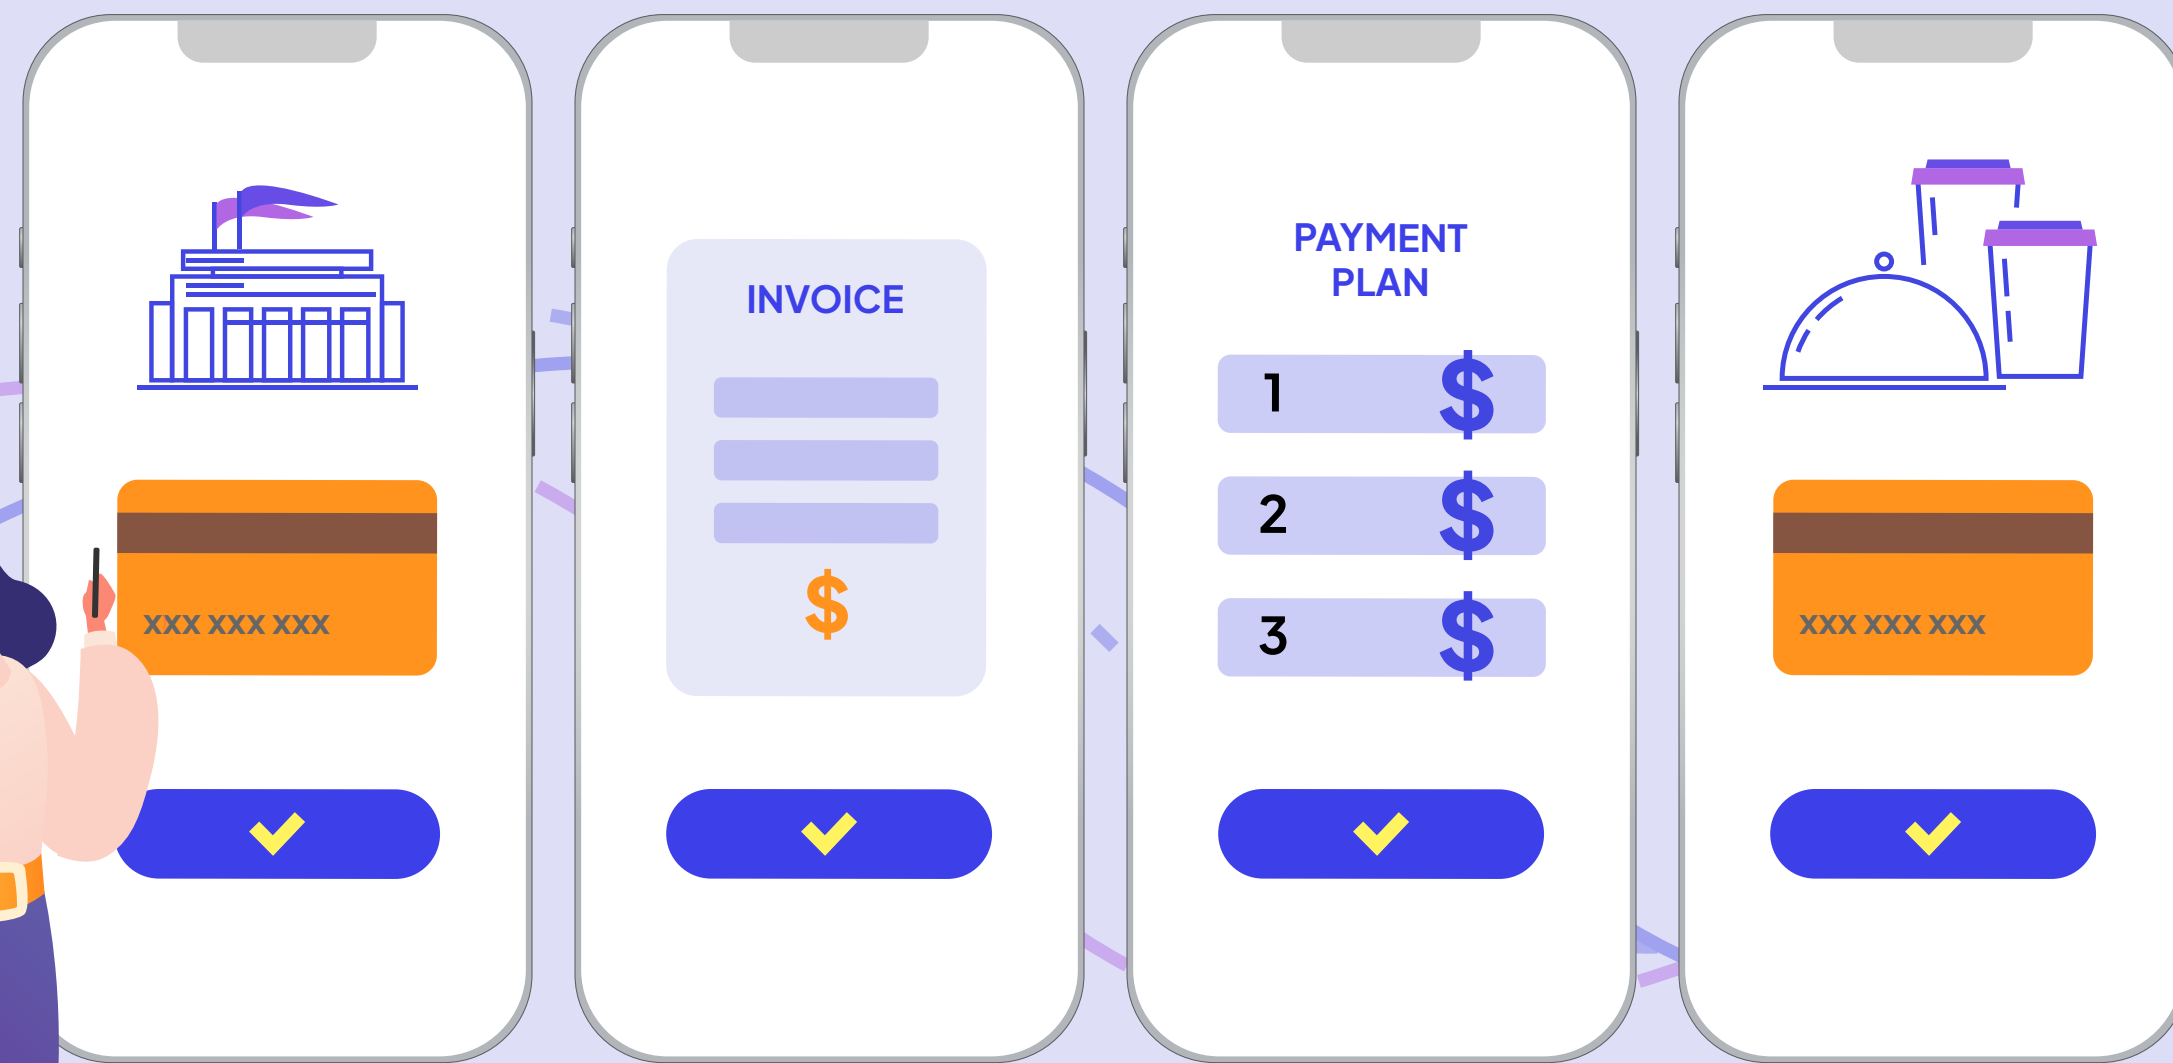 xxx xxx xxx
INVOICE
$
PAYMENT
PLAN
1 $
2 $
3 $
xxx xxx xxx